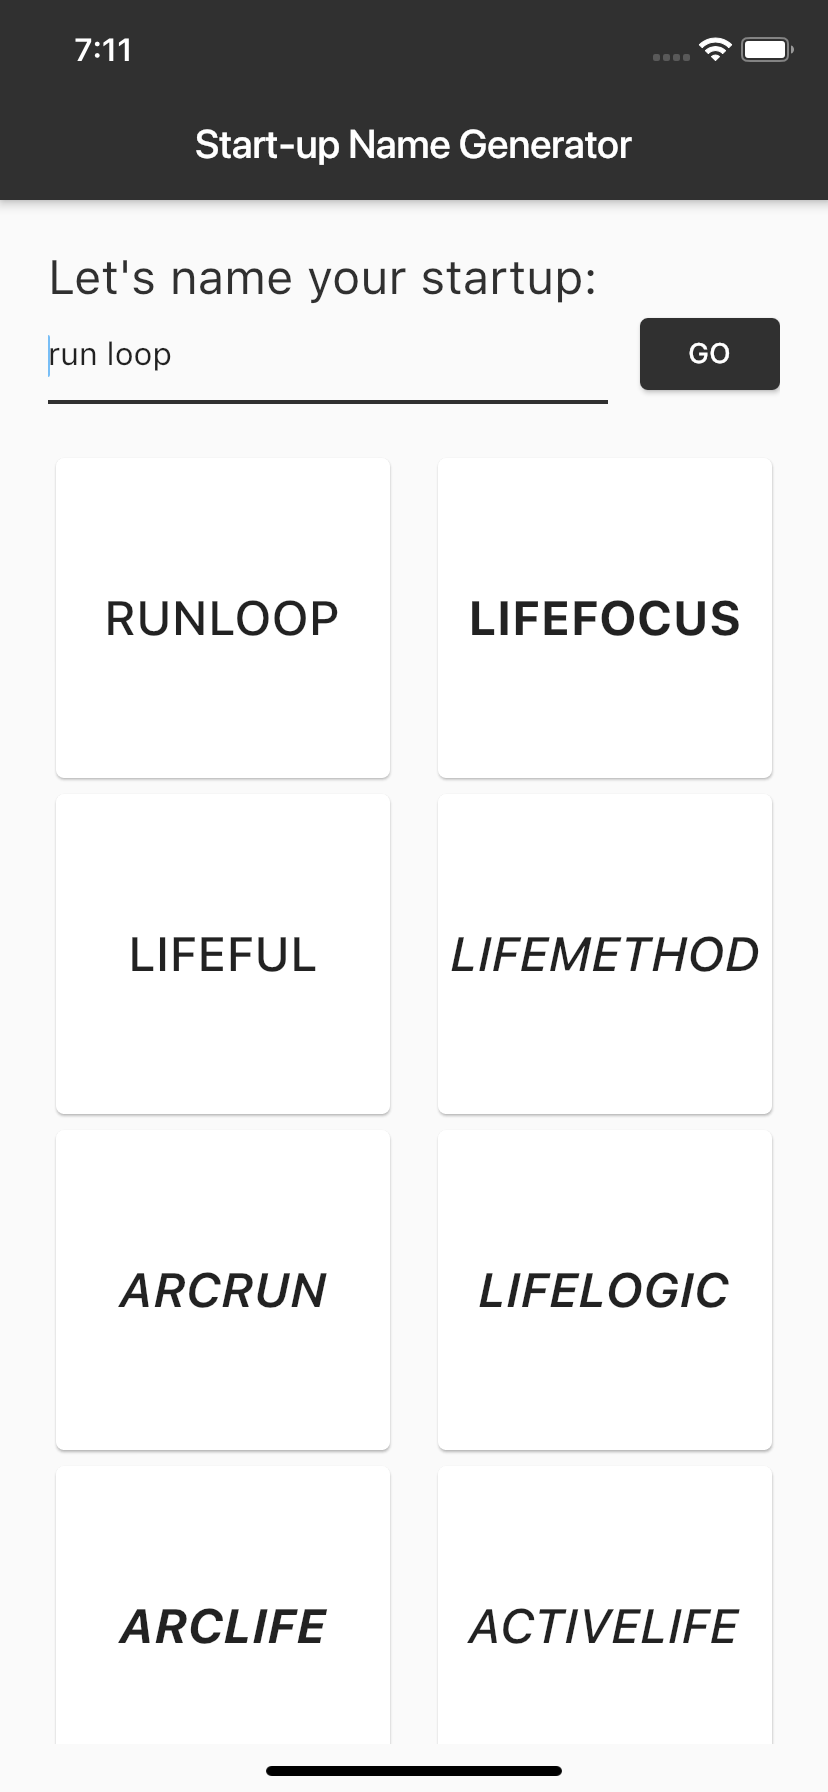 7:11
Start-up Name Generator
Let's name your startup:
run loop
GO
RUNLOOP
LIFEFOCUS
LIFEFUL
LIFEMETHOD
ARCRUN
LIFELOGIC
ARCLIFE
ACTIVELIFE